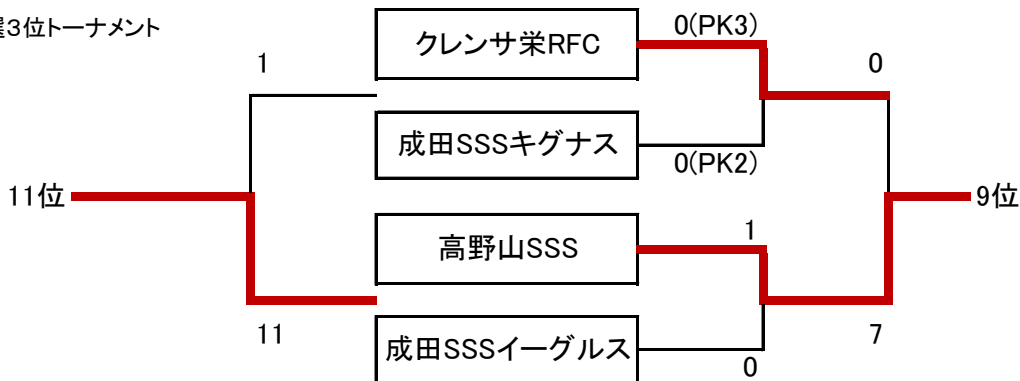 3位トーナメント
クレンサ栄RFC
0(PK3)
1
0
成田SSSキグナス
0(PK2)
11位
9位
高野山SSS
1
11
7
成田SSSイーグルス
0